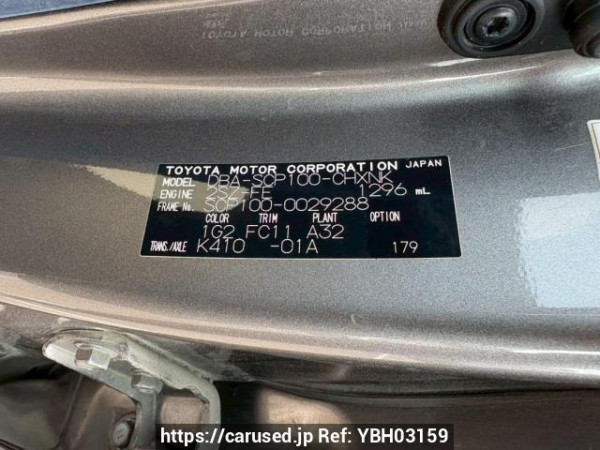 TOYOTA MOTOR CORPORATION JAPAN
MODEL DBA-SCP100-CHXNK
ENGINE 2SZ-FE 1296 mL
FRAME No. SCP100-0029288
COLOR TRIM PLANT OPTION
1G2 FC11 A32
TRANS./AXLE K410 -01A 179
https://carused.jp Ref: YBH03159